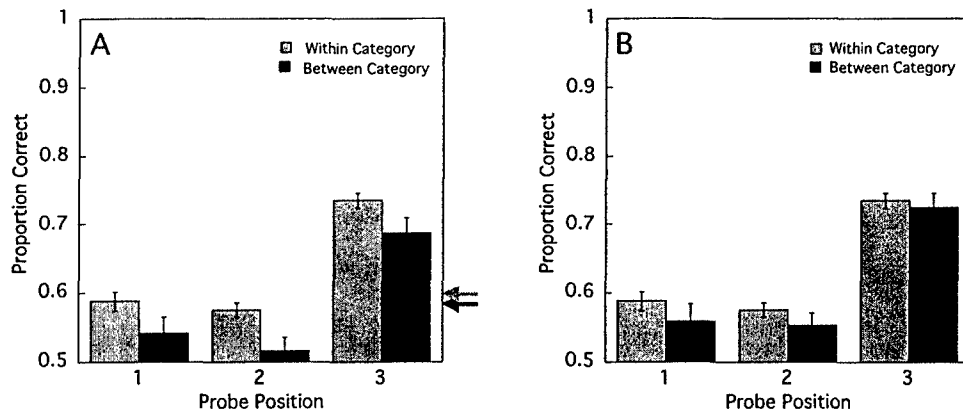 A
Within Category
Between Category
Proportion Correct
1
0.9
0.8
0.7
0.6
0.5
1 2 3
Probe Position
B
Within Category
Between Category
Proportion Correct
1
0.9
0.8
0.7
0.6
0.5
1 2 3
Probe Position